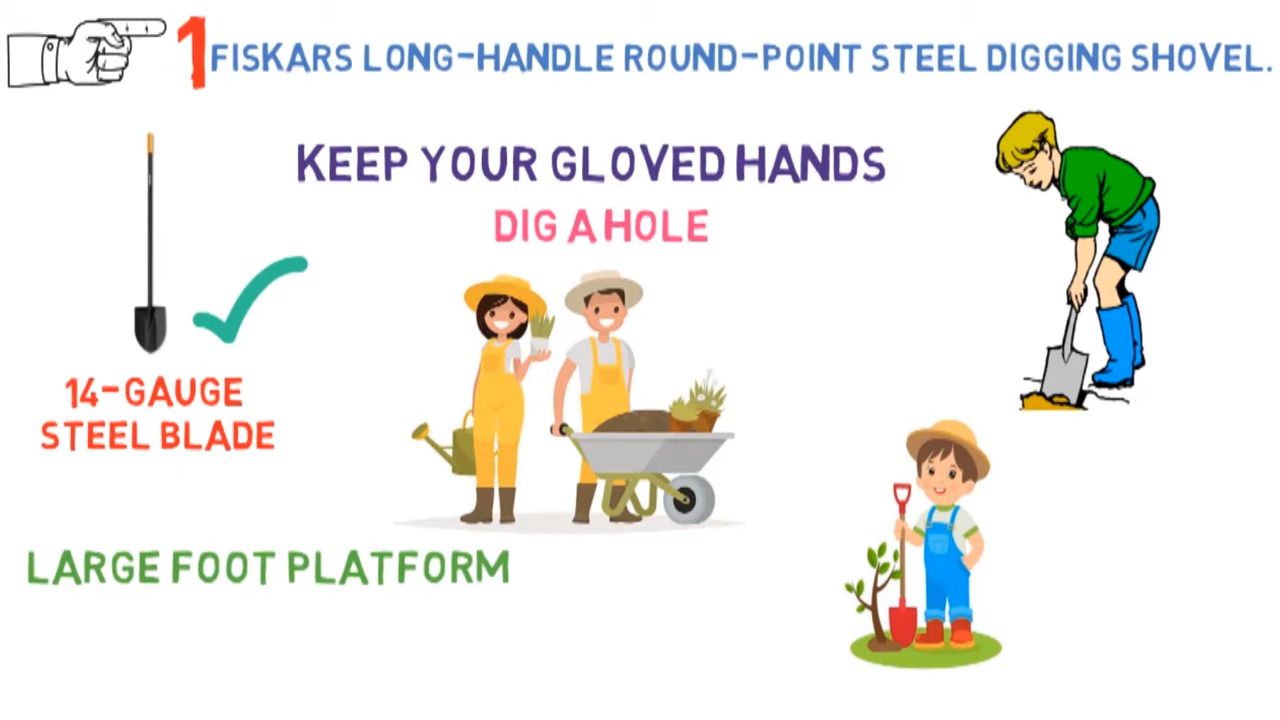 1 FISKARS LONG-HANDLE ROUND-POINT STEEL DIGGING SHOVEL.
KEEP YOUR GLOVED HANDS
DIG A HOLE
14-GAUGE
STEEL BLADE
LARGE FOOT PLATFORM